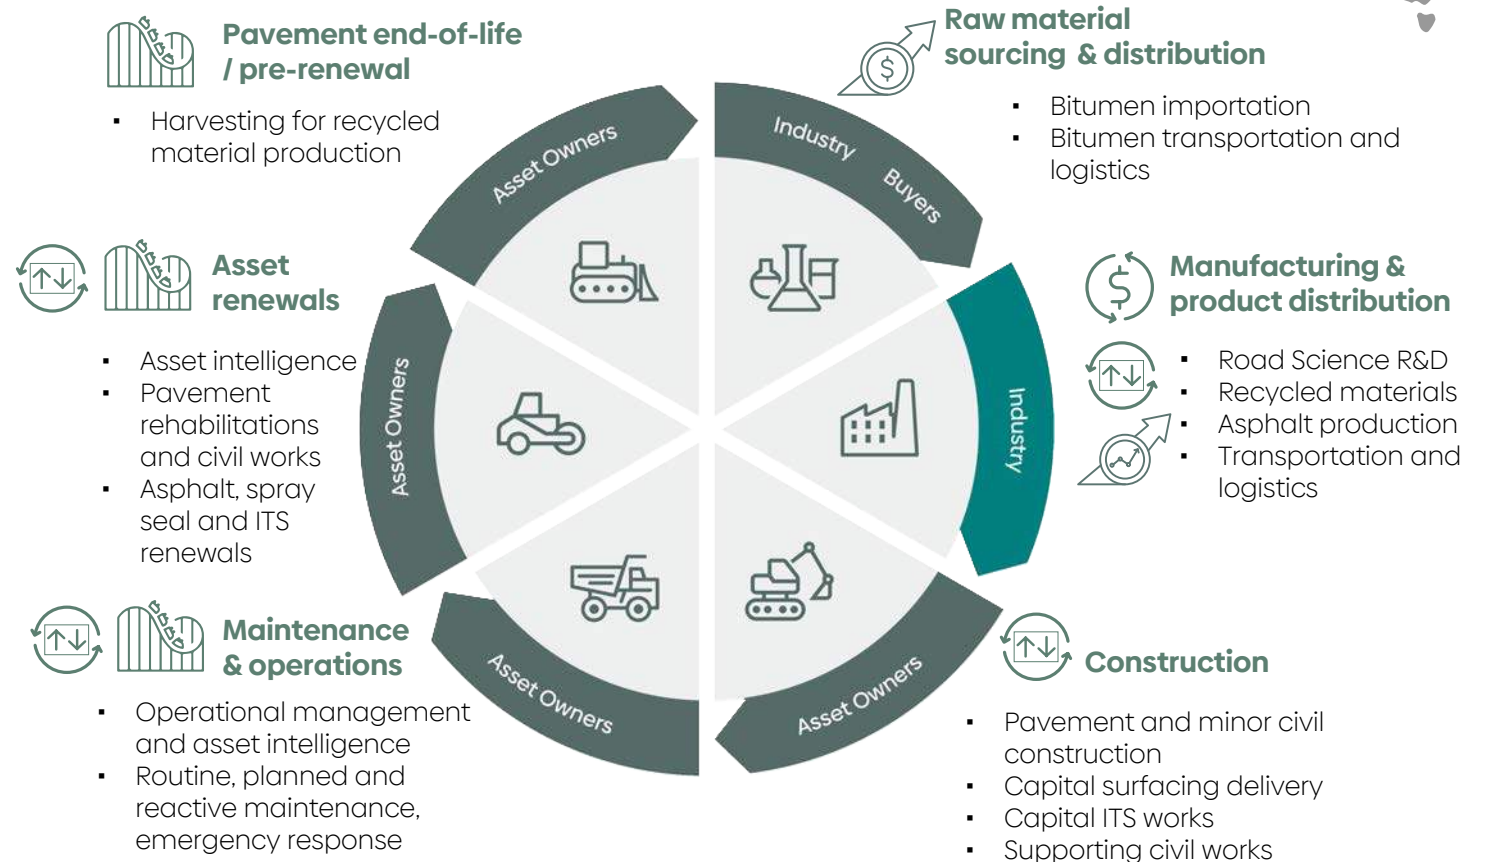 Pavement end-of-life
/ pre-renewal
▪ Harvesting for recycled
material production
Raw material
sourcing & distribution
▪ Bitumen importation
▪ Bitumen transportation and
logistics
Asset Owners
Industry
Buyers
$
Asset
renewals
▪ Asset intelligence
▪ Pavement
rehabilitations
and civil works
▪ Asphalt, spray
seal and ITS
renewals
Asset Owners
Industry
Manufacturing &
product distribution
$
▪ Road Science R&D
▪ Recycled materials
▪ Asphalt production
▪ Transportation and
logistics
Maintenance
& operations
▪ Operational management
and asset intelligence
▪ Routine, planned and
reactive maintenance,
emergency response
Asset Owners
Asset Owners
Construction
▪ Pavement and minor civil
construction
▪ Capital surfacing delivery
▪ Capital ITS works
▪ Supporting civil works